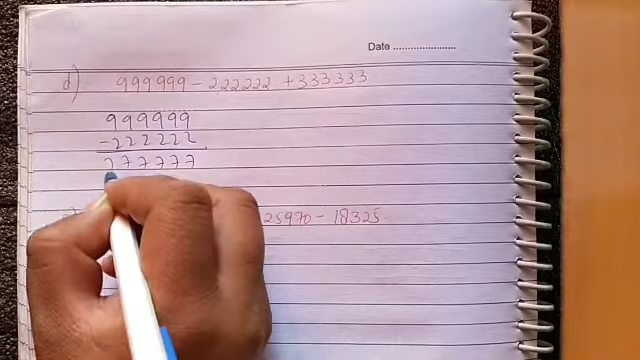 Date ......................
d) 999999 - 222222 + 333333
999999
- 222222
777777
25970 - 18325